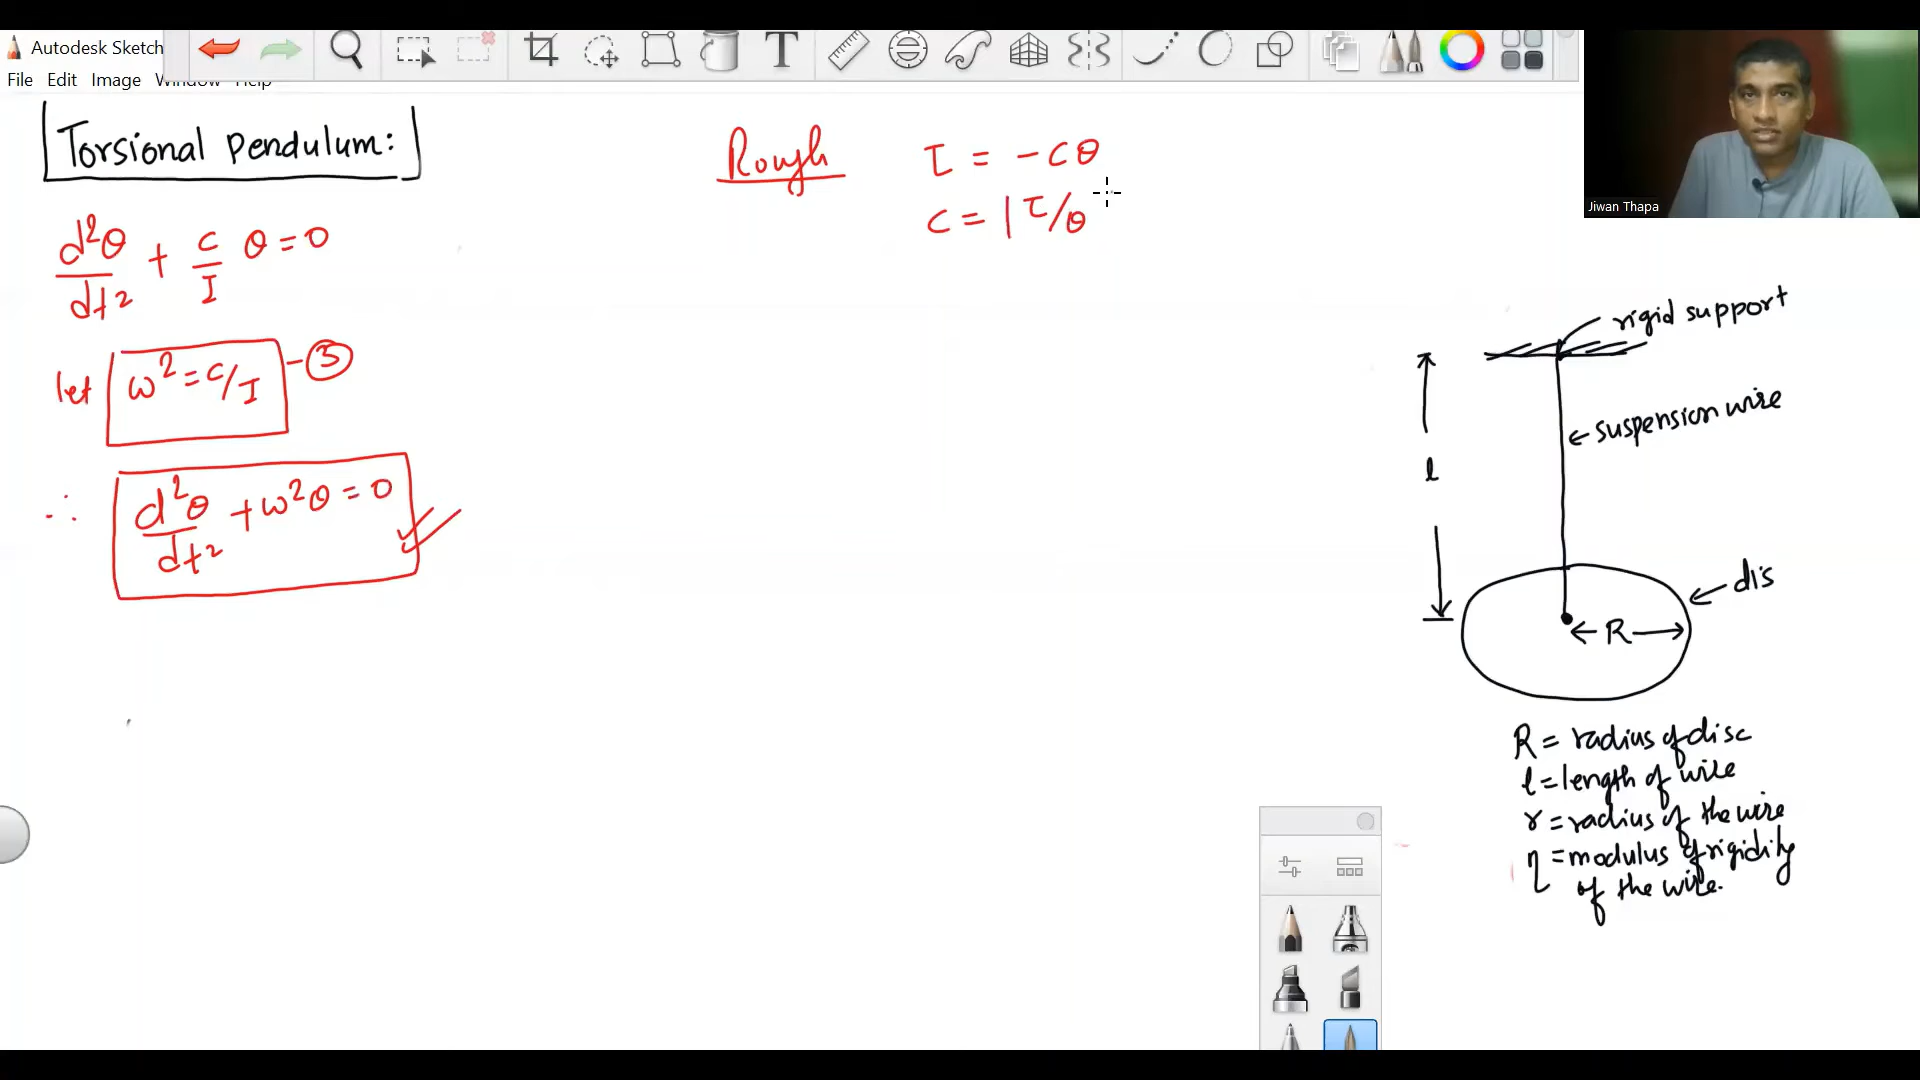 Autodesk Sketch
File Edit Image Window Help
Torsional Pendulum:
d²θ/dt² + c/I θ = 0
let ω² = c/I - ③
∴ d²θ/dt² + ω²θ = 0
Rough
τ = - cθ
c = | τ/θ
Jiwan Thapa
rigid support
suspension wire
l
dis
R
R = radius of disc
l = length of wire
r = radius of the wire
η = modulus of rigidity
of the wire.